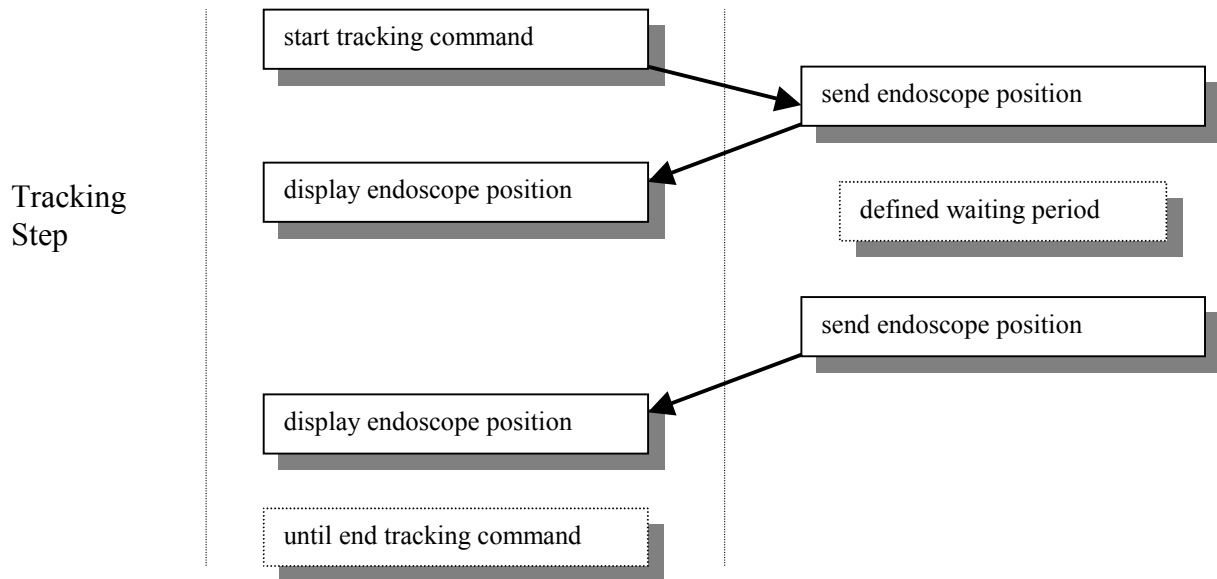 start tracking command
send endoscope position
Tracking
Step
display endoscope position
defined waiting period
send endoscope position
display endoscope position
until end tracking command